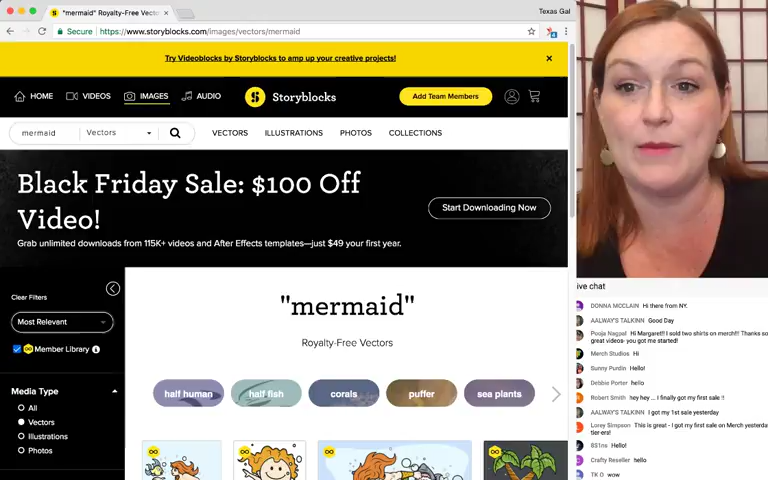 "mermaid" Royalty-Free Vecto
Texas Gal
Secure https://www.storyblocks.com/images/vectors/mermaid
Try Videoblocks by Storyblocks to amp up your creative projects!
HOME VIDEOS IMAGES AUDIO Storyblocks Add Team Members
mermaid Vectors VECTORS ILLUSTRATIONS PHOTOS COLLECTIONS
Black Friday Sale: $100 Off
Video!
Start Downloading Now
Grab unlimited downloads from 115K+ videos and After Effects templates—just $49 your first year.
Clear Filters
Most Relevant
Member Library
Media Type
All
Vectors
Illustrations
Photos
"mermaid"
Royalty-Free Vectors
half human half fish corals puffer sea plants
ive chat
DONNA MCCLAIN Hi there from NY.
AALWAY'S TALKINN Good Day
Pooja Nagpal Hi Margaret!! I sold two shirts on merch!!! Thanks so
great videos- you got me started!
Merch Studios Hi
Sunny Purdin Hello!
Debbie Porter hello
Robert Smith hey hey ... I finally got my first sale !!
AALWAY'S TALKINN I got my 1st sale yesterday
Lorey Simpson This is great - I got my first sale on Merch yesterday
tier ers!
S$1ns Hello!
Crafty Reseller hello
TK O wow